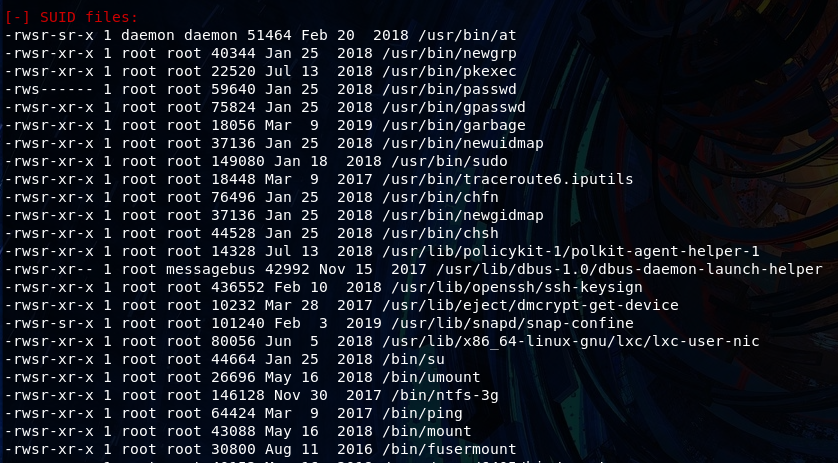 [-] SUID files:
-rwsr-sr-x 1 daemon daemon 51464 Feb 20  2018 /usr/bin/at
-rwsr-xr-x 1 root root 40344 Jan 25  2018 /usr/bin/newgrp
-rwsr-xr-x 1 root root 22520 Jul 13  2018 /usr/bin/pkexec
-rws------ 1 root root 59640 Jan 25  2018 /usr/bin/passwd
-rwsr-xr-x 1 root root 75824 Jan 25  2018 /usr/bin/gpasswd
-rwsr-xr-x 1 root root 18056 Mar  9  2019 /usr/bin/garbage
-rwsr-xr-x 1 root root 37136 Jan 25  2018 /usr/bin/newuidmap
-rwsr-xr-x 1 root root 149080 Jan 18  2018 /usr/bin/sudo
-rwsr-xr-x 1 root root 18448 Mar  9  2017 /usr/bin/traceroute6.iputils
-rwsr-xr-x 1 root root 76496 Jan 25  2018 /usr/bin/chfn
-rwsr-xr-x 1 root root 37136 Jan 25  2018 /usr/bin/newgidmap
-rwsr-xr-x 1 root root 44528 Jan 25  2018 /usr/bin/chsh
-rwsr-xr-x 1 root root 14328 Jul 13  2018 /usr/lib/policykit-1/polkit-agent-helper-1
-rwsr-xr-- 1 root messagebus 42992 Nov 15  2017 /usr/lib/dbus-1.0/dbus-daemon-launch-helper
-rwsr-xr-x 1 root root 436552 Feb 10  2018 /usr/lib/openssh/ssh-keysign
-rwsr-xr-x 1 root root 10232 Mar 28  2017 /usr/lib/eject/dmcrypt-get-device
-rwsr-sr-x 1 root root 101240 Feb  3  2019 /usr/lib/snapd/snap-confine
-rwsr-xr-x 1 root root 80056 Jun  5  2018 /usr/lib/x86_64-linux-gnu/lxc/lxc-user-nic
-rwsr-xr-x 1 root root 44664 Jan 25  2018 /bin/su
-rwsr-xr-x 1 root root 26696 May 16  2018 /bin/umount
-rwsr-xr-x 1 root root 146128 Nov 30  2017 /bin/ntfs-3g
-rwsr-xr-x 1 root root 64424 Mar  9  2017 /bin/ping
-rwsr-xr-x 1 root root 43088 May 16  2018 /bin/mount
-rwsr-xr-x 1 root root 30800 Aug 11  2016 /bin/fusermount